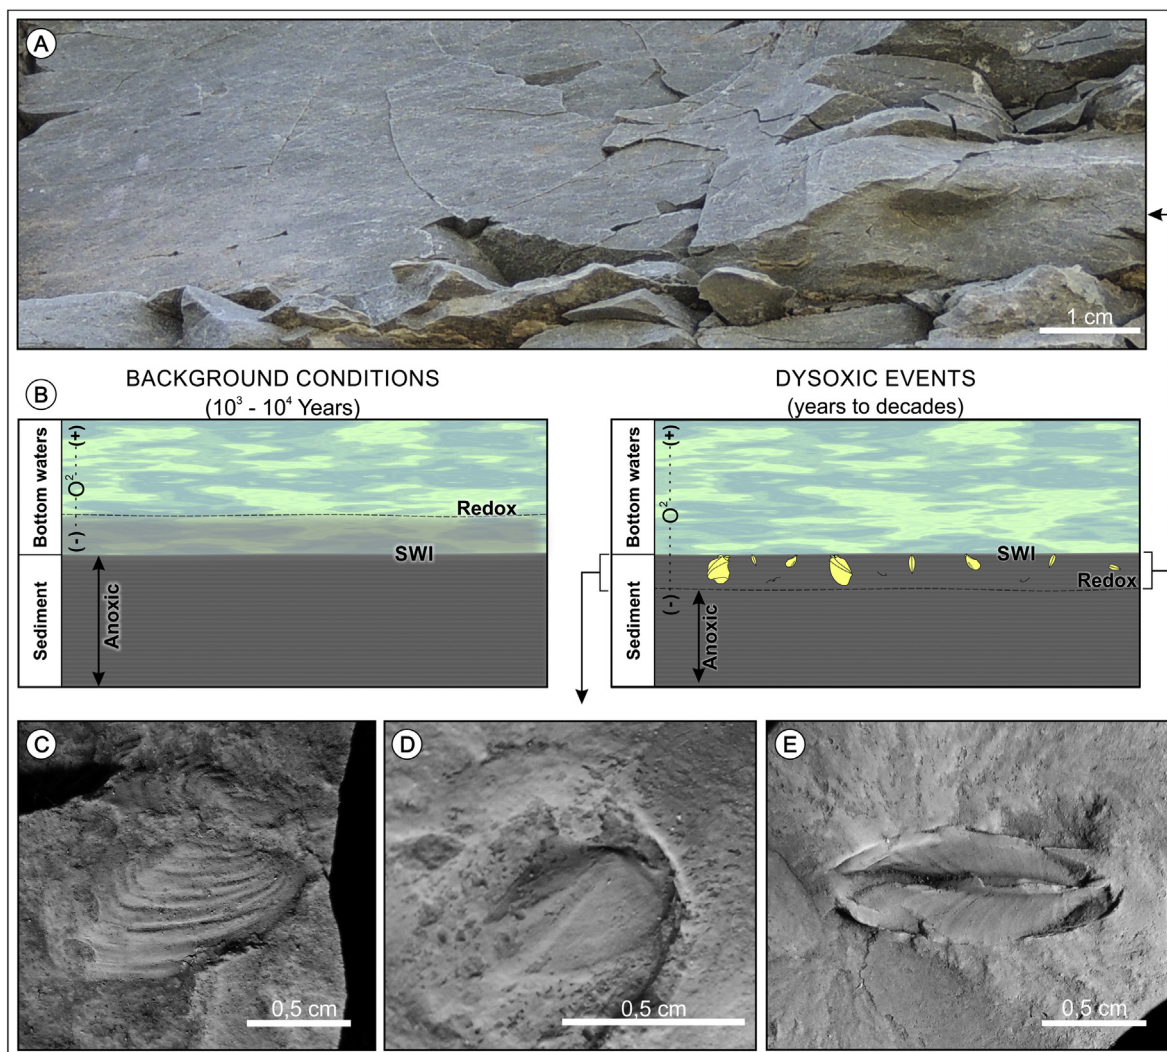 A
1 cm
B
BACKGROUND CONDITIONS
(10³ - 10⁴ Years)
Bottom waters
(+)
O²
(-)
Redox
SWI
Sediment
Anoxic
DYSOXIC EVENTS
(years to decades)
Bottom waters
(+)
O²
SWI
Sediment
Redox
(-)
Anoxic
C
0,5 cm
D
0,5 cm
E
0,5 cm